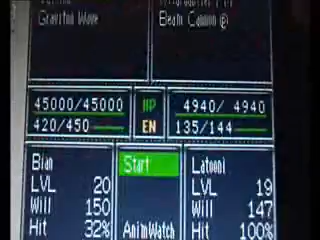 Graviton Wave
Beam Cannon @
45000/45000 HP 4940/ 4940
420/450 EN 135/144
Bian Start Latooni
LVL 20 LVL 19
Will 150 Will 147
Hit 32% AnimWatch Hit 100%